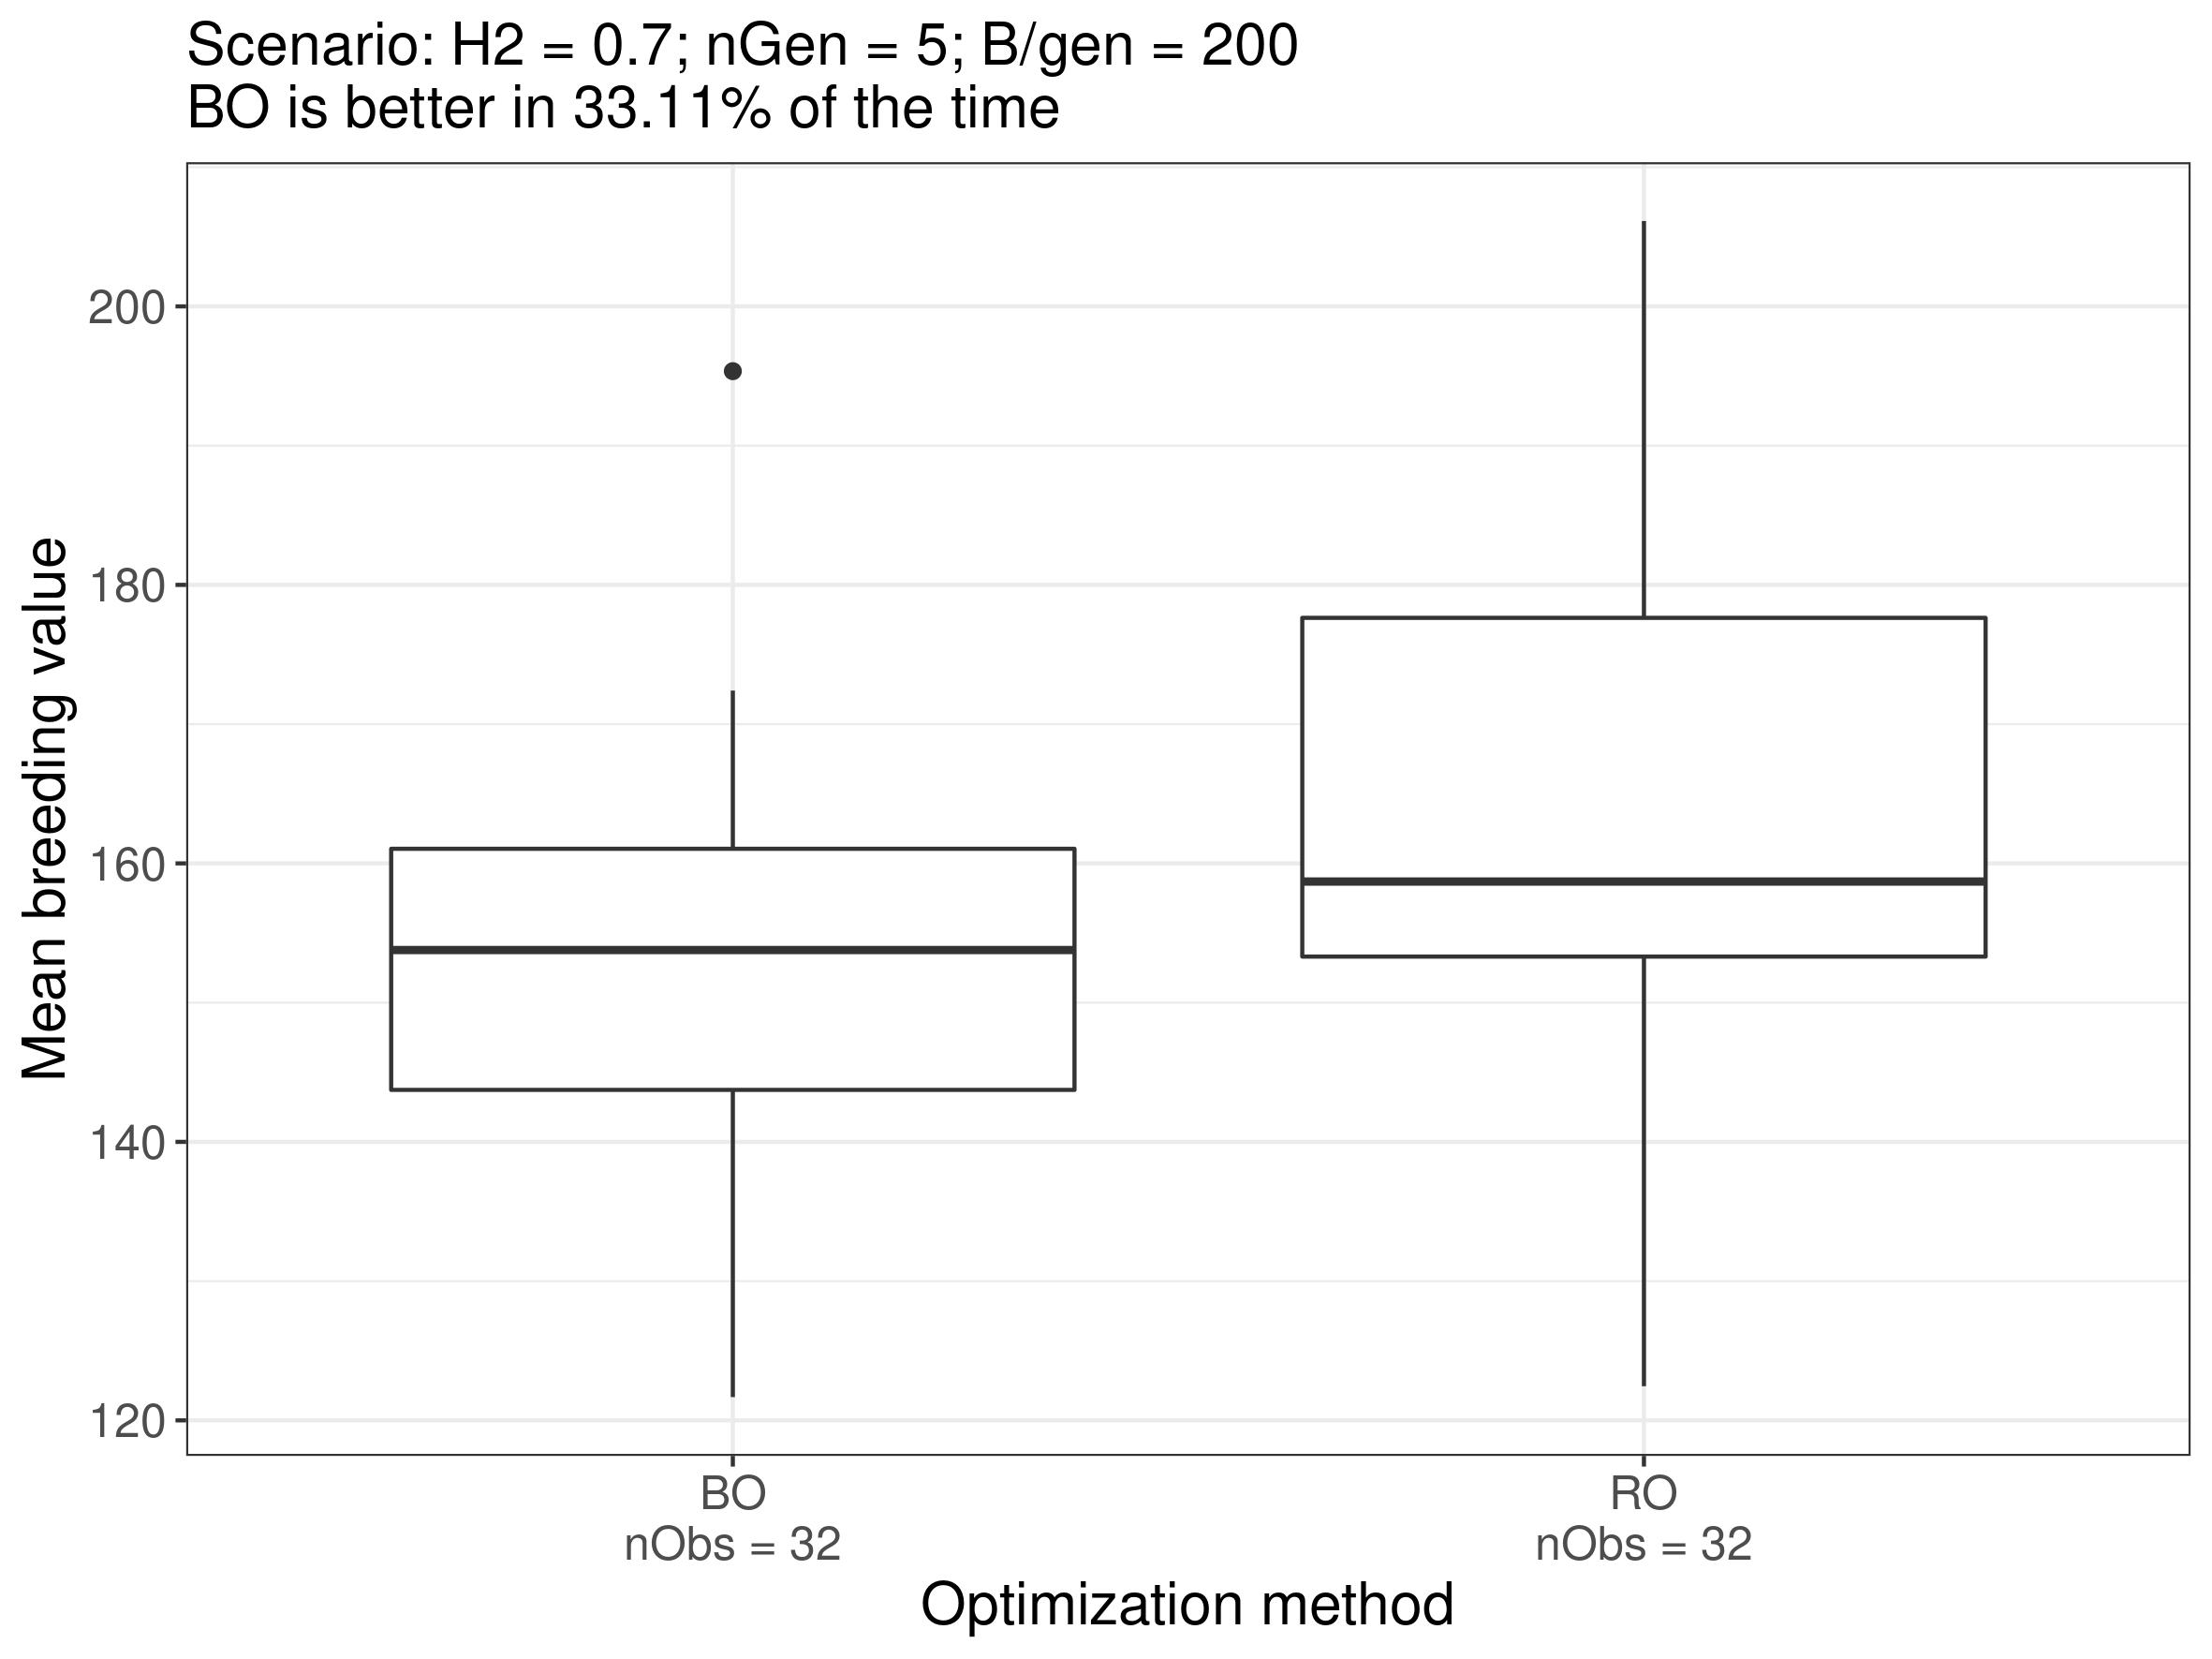 Scenario: H2 = 0.7; nGen = 5; B/gen = 200
BO is better in 33.11% of the time
Mean breeding value
200
180
160
140
120
BO
nObs = 32
RO
nObs = 32
Optimization method